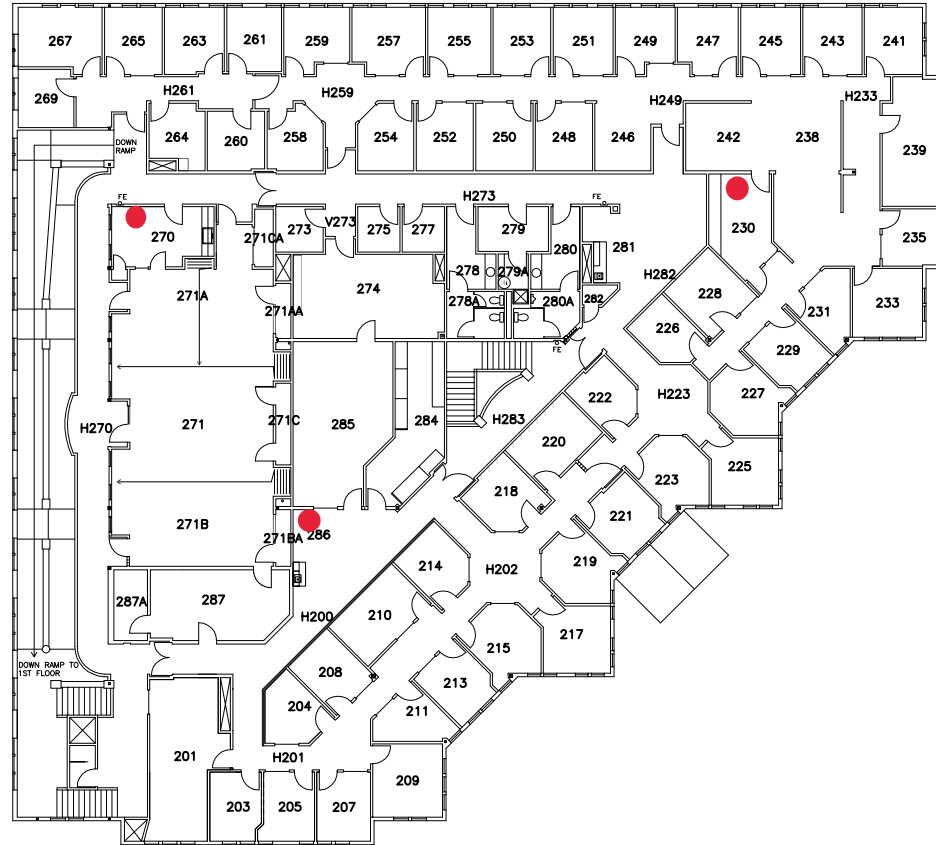 267 265 263 261 259 257 255 253 251 249 247 245 243 241
H261 H259 H249 H233
269
264 260 258 254 252 250 248 246 242 238 239
DOWN
RAMP
FE H273 FE
270 271CA 273 V273 275 277 279 280 281 230 235
H282
278 279A
271A 274 278A 280A 282 228 233
271AA 226 231
FE
229
H223 227
222
271 271C 285 284 H283
H270 220
225
218 223
271B 271BA 286 221
214 H202 219
287A 287
H200 210
217
215
DOWN RAMP TO
1ST FLOOR
208 213
204 211
201 H201
209
203 205 207